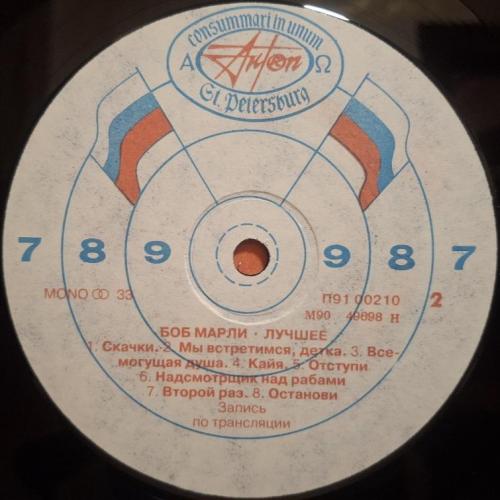 consummari in unum
Α Anton Ω
St. Petersburg
7 8 9 9 8 7
MONO 33 П91 00210 2
М90 49698 Н
БОБ МАРЛИ · ЛУЧШЕЕ
1. Скачки. 2. Мы встретимся, детка. 3. Все-
могущая душа. 4. Кайя. 5. Отступи
6. Надсмотрщик над рабами
7. Второй раз. 8. Останови
Запись
по трансляции